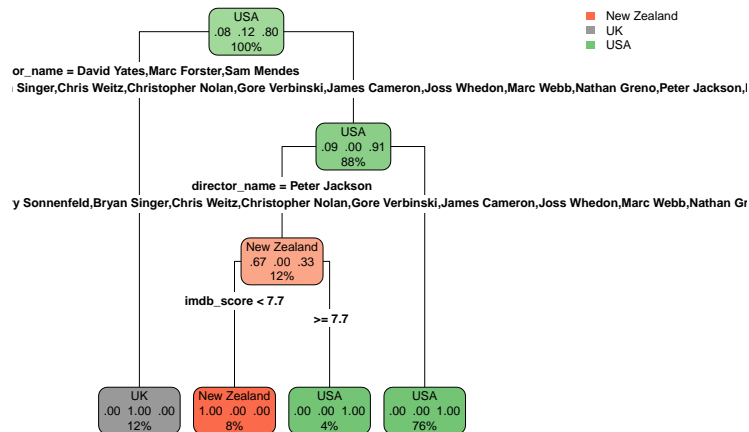 USA
.08 .12 .80
100%
New Zealand
UK
USA
or_name = David Yates,Marc Forster,Sam Mendes
Singer,Chris Weitz,Christopher Nolan,Gore Verbinski,James Cameron,Joss Whedon,Marc Webb,Nathan Greno,Peter Jackson,
USA
.09 .00 .91
88%
director_name = Peter Jackson
y Sonnenfeld,Bryan Singer,Chris Weitz,Christopher Nolan,Gore Verbinski,James Cameron,Joss Whedon,Marc Webb,Nathan Gr
New Zealand
.67 .00 .33
12%
imdb_score < 7.7
>= 7.7
UK
.00 1.00 .00
12%
New Zealand
1.00 .00 .00
8%
USA
.00 .00 1.00
4%
USA
.00 .00 1.00
76%